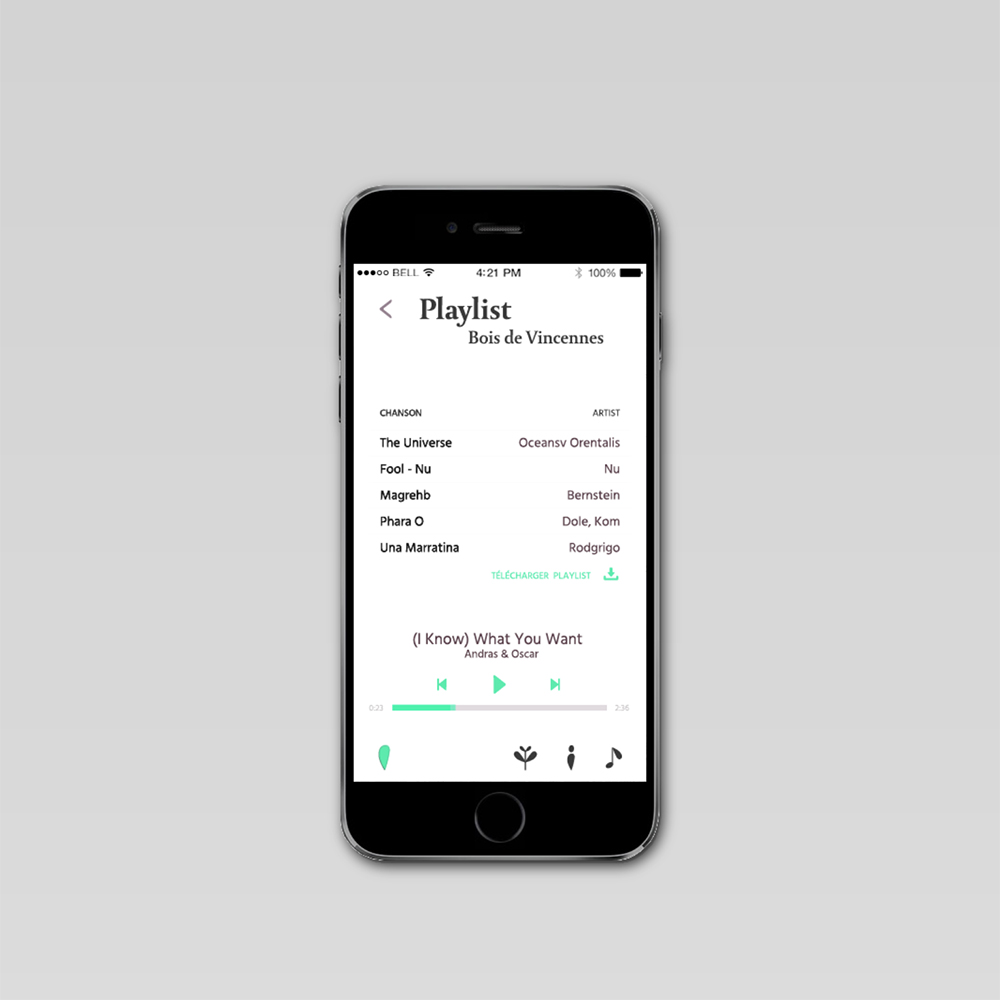 BELL 4:21 PM 100%
Playlist
Bois de Vincennes
CHANSON ARTIST
The Universe Oceansv Orentalis
Fool - Nu Nu
Magrehb Bernstein
Phara O Dole, Kom
Una Marratina Rodgrigo
TÉLÉCHARGER PLAYLIST
(I Know) What You Want
Andras & Oscar
0:23 2:36